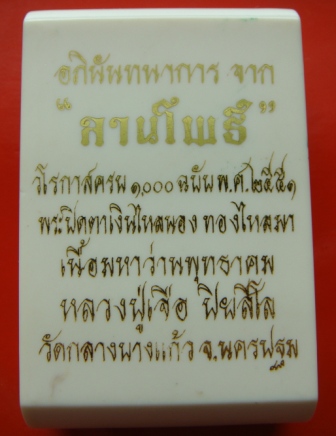 อภินันทนาการ จาก
“ลานโพธิ์”
วโรกาสครบ ๑,๐๐๐ ฉบับ พ.ศ.๒๕๕๑
พระปิดตาเงินไหลนอง ทองไหลมา
เนื้อมหาว่านพุทธาคม
หลวงปู่เจือ ปิยสีโล
วัดกลางบางแก้ว จ.นครปฐม